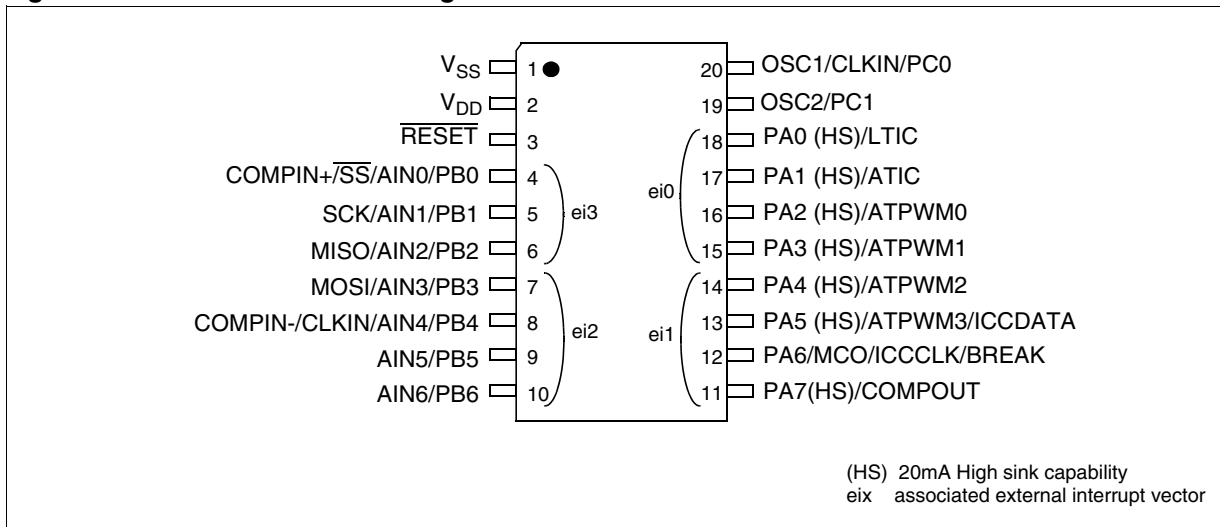 VSS
VDD
RESET
COMPIN+/SS/AIN0/PB0
SCK/AIN1/PB1
MISO/AIN2/PB2
MOSI/AIN3/PB3
COMPIN-/CLKIN/AIN4/PB4
AIN5/PB5
AIN6/PB6
1
2
3
4
5
6
7
8
9
10
ei3
ei2
ei0
ei1
20
19
18
17
16
15
14
13
12
11
OSC1/CLKIN/PC0
OSC2/PC1
PA0 (HS)/LTIC
PA1 (HS)/ATIC
PA2 (HS)/ATPWM0
PA3 (HS)/ATPWM1
PA4 (HS)/ATPWM2
PA5 (HS)/ATPWM3/ICCDATA
PA6/MCO/ICCCLK/BREAK
PA7(HS)/COMPOUT
(HS) 20mA High sink capability
eix associated external interrupt vector